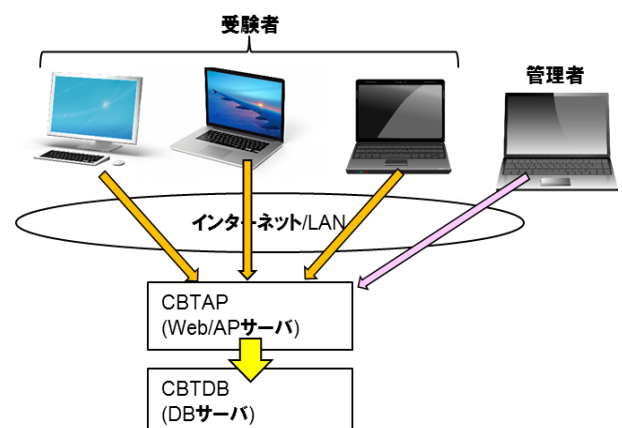 受験者
管理者
インターネット/LAN
CBTAP
(Web/APサーバ)
CBTDB
(DBサーバ)